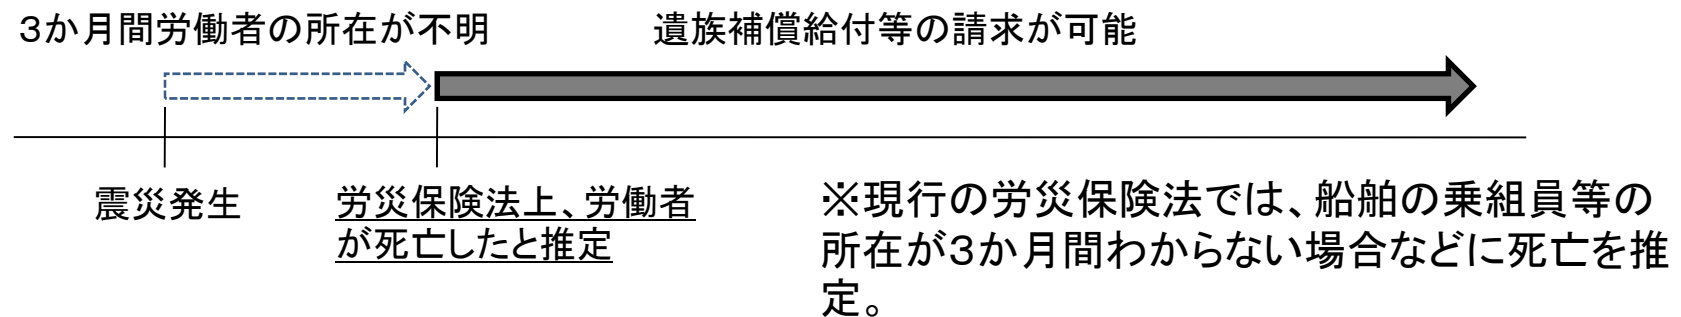 ３か月間労働者の所在が不明
遺族補償給付等の請求が可能
震災発生
労災保険法上、労働者
が死亡したと推定
※現行の労災保険法では、船舶の乗組員等の
所在が３か月間わからない場合などに死亡を推
定。